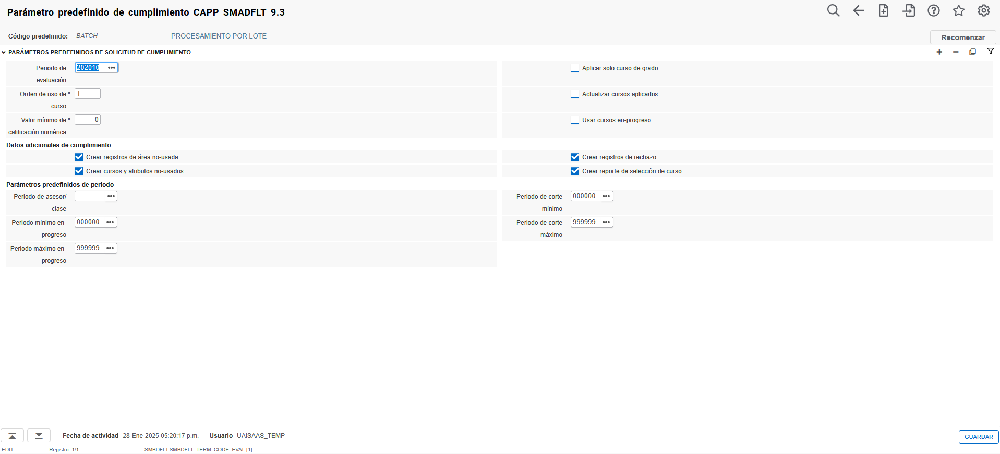 Parámetro predefinido de cumplimiento CAPP SMADFLT 9.3
Código predefinido: BATCH PROCESAMIENTO POR LOTE
Recomenzar
PARÁMETROS PREDEFINIDOS DE SOLICITUD DE CUMPLIMIENTO
Periodo de evaluación 202010
Aplicar solo curso de grado
Orden de uso de * curso T
Actualizar cursos aplicados
Valor mínimo de * calificación numérica 0
Usar cursos en-progreso
Datos adicionales de cumplimiento
Crear registros de área no-usada
Crear registros de rechazo
Crear cursos y atributos no-usados
Crear reporte de selección de curso
Parámetros predefinidos de periodo
Periodo de asesor/ clase
Periodo de corte mínimo 000000
Periodo mínimo en-progreso 000000
Periodo de corte máximo 999999
Periodo máximo en-progreso 999999
Fecha de actividad 28-Ene-2025 05:20:17 p.m. Usuario UAISAAS_TEMP
GUARDAR
EDIT Registro: 1/1 SMBDFLT.SMBDFLT_TERM_CODE_EVAL [1]